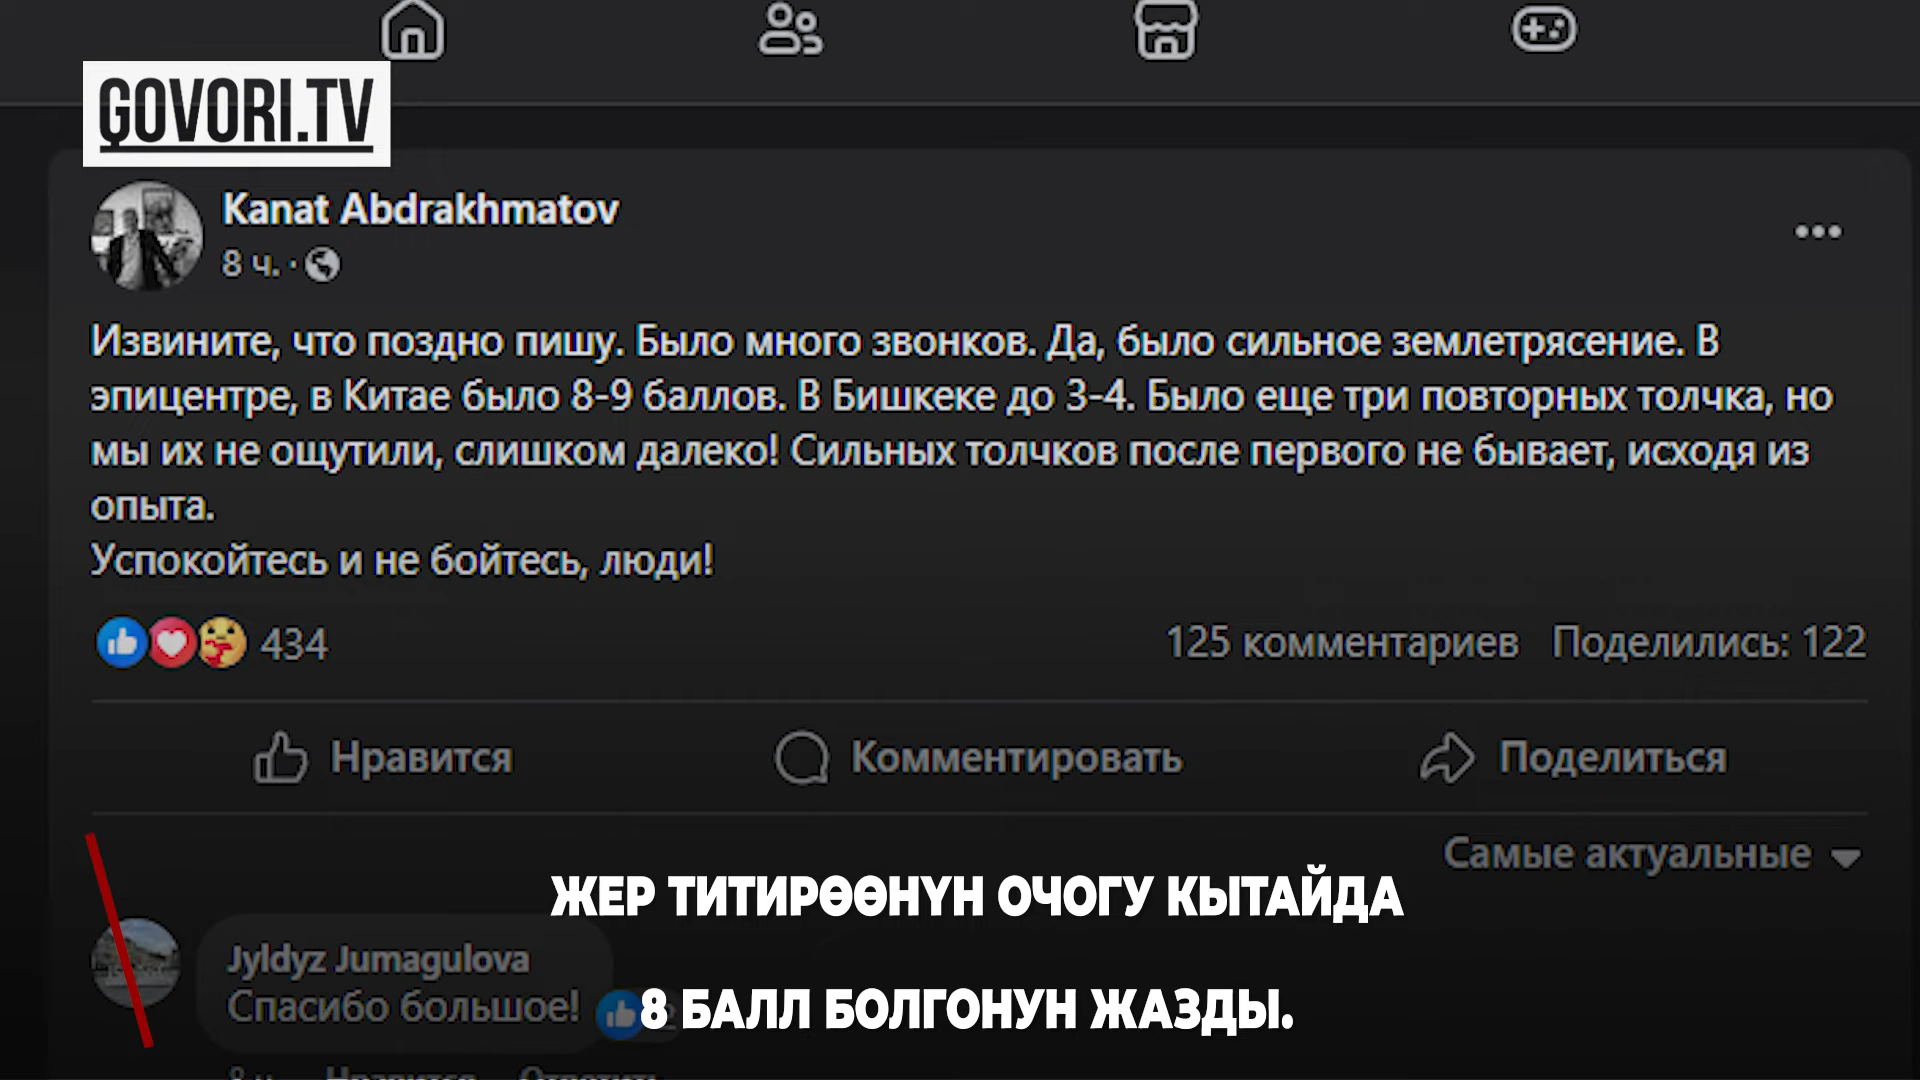 GOVORI.TV
Kanat Abdrakhmatov
8 ч. ·
Извините, что поздно пишу. Было много звонков. Да, было сильное землетрясение. В
эпицентре, в Китае было 8-9 баллов. В Бишкеке до 3-4. Было еще три повторных толчка, но
мы их не ощутили, слишком далеко! Сильных толчков после первого не бывает, исходя из
опыта.
Успокойтесь и не бойтесь, люди!
434
125 комментариев Поделились: 122
Нравится Комментировать Поделиться
Самые актуальные
ЖЕР ТИТИРӨӨНҮН ОЧОГУ КЫТАЙДА
Jyldyz Jumagulova
Спасибо большое!
8 БАЛЛ БОЛГОНУН ЖАЗДЫ.
8 ч. Нравится Ответить